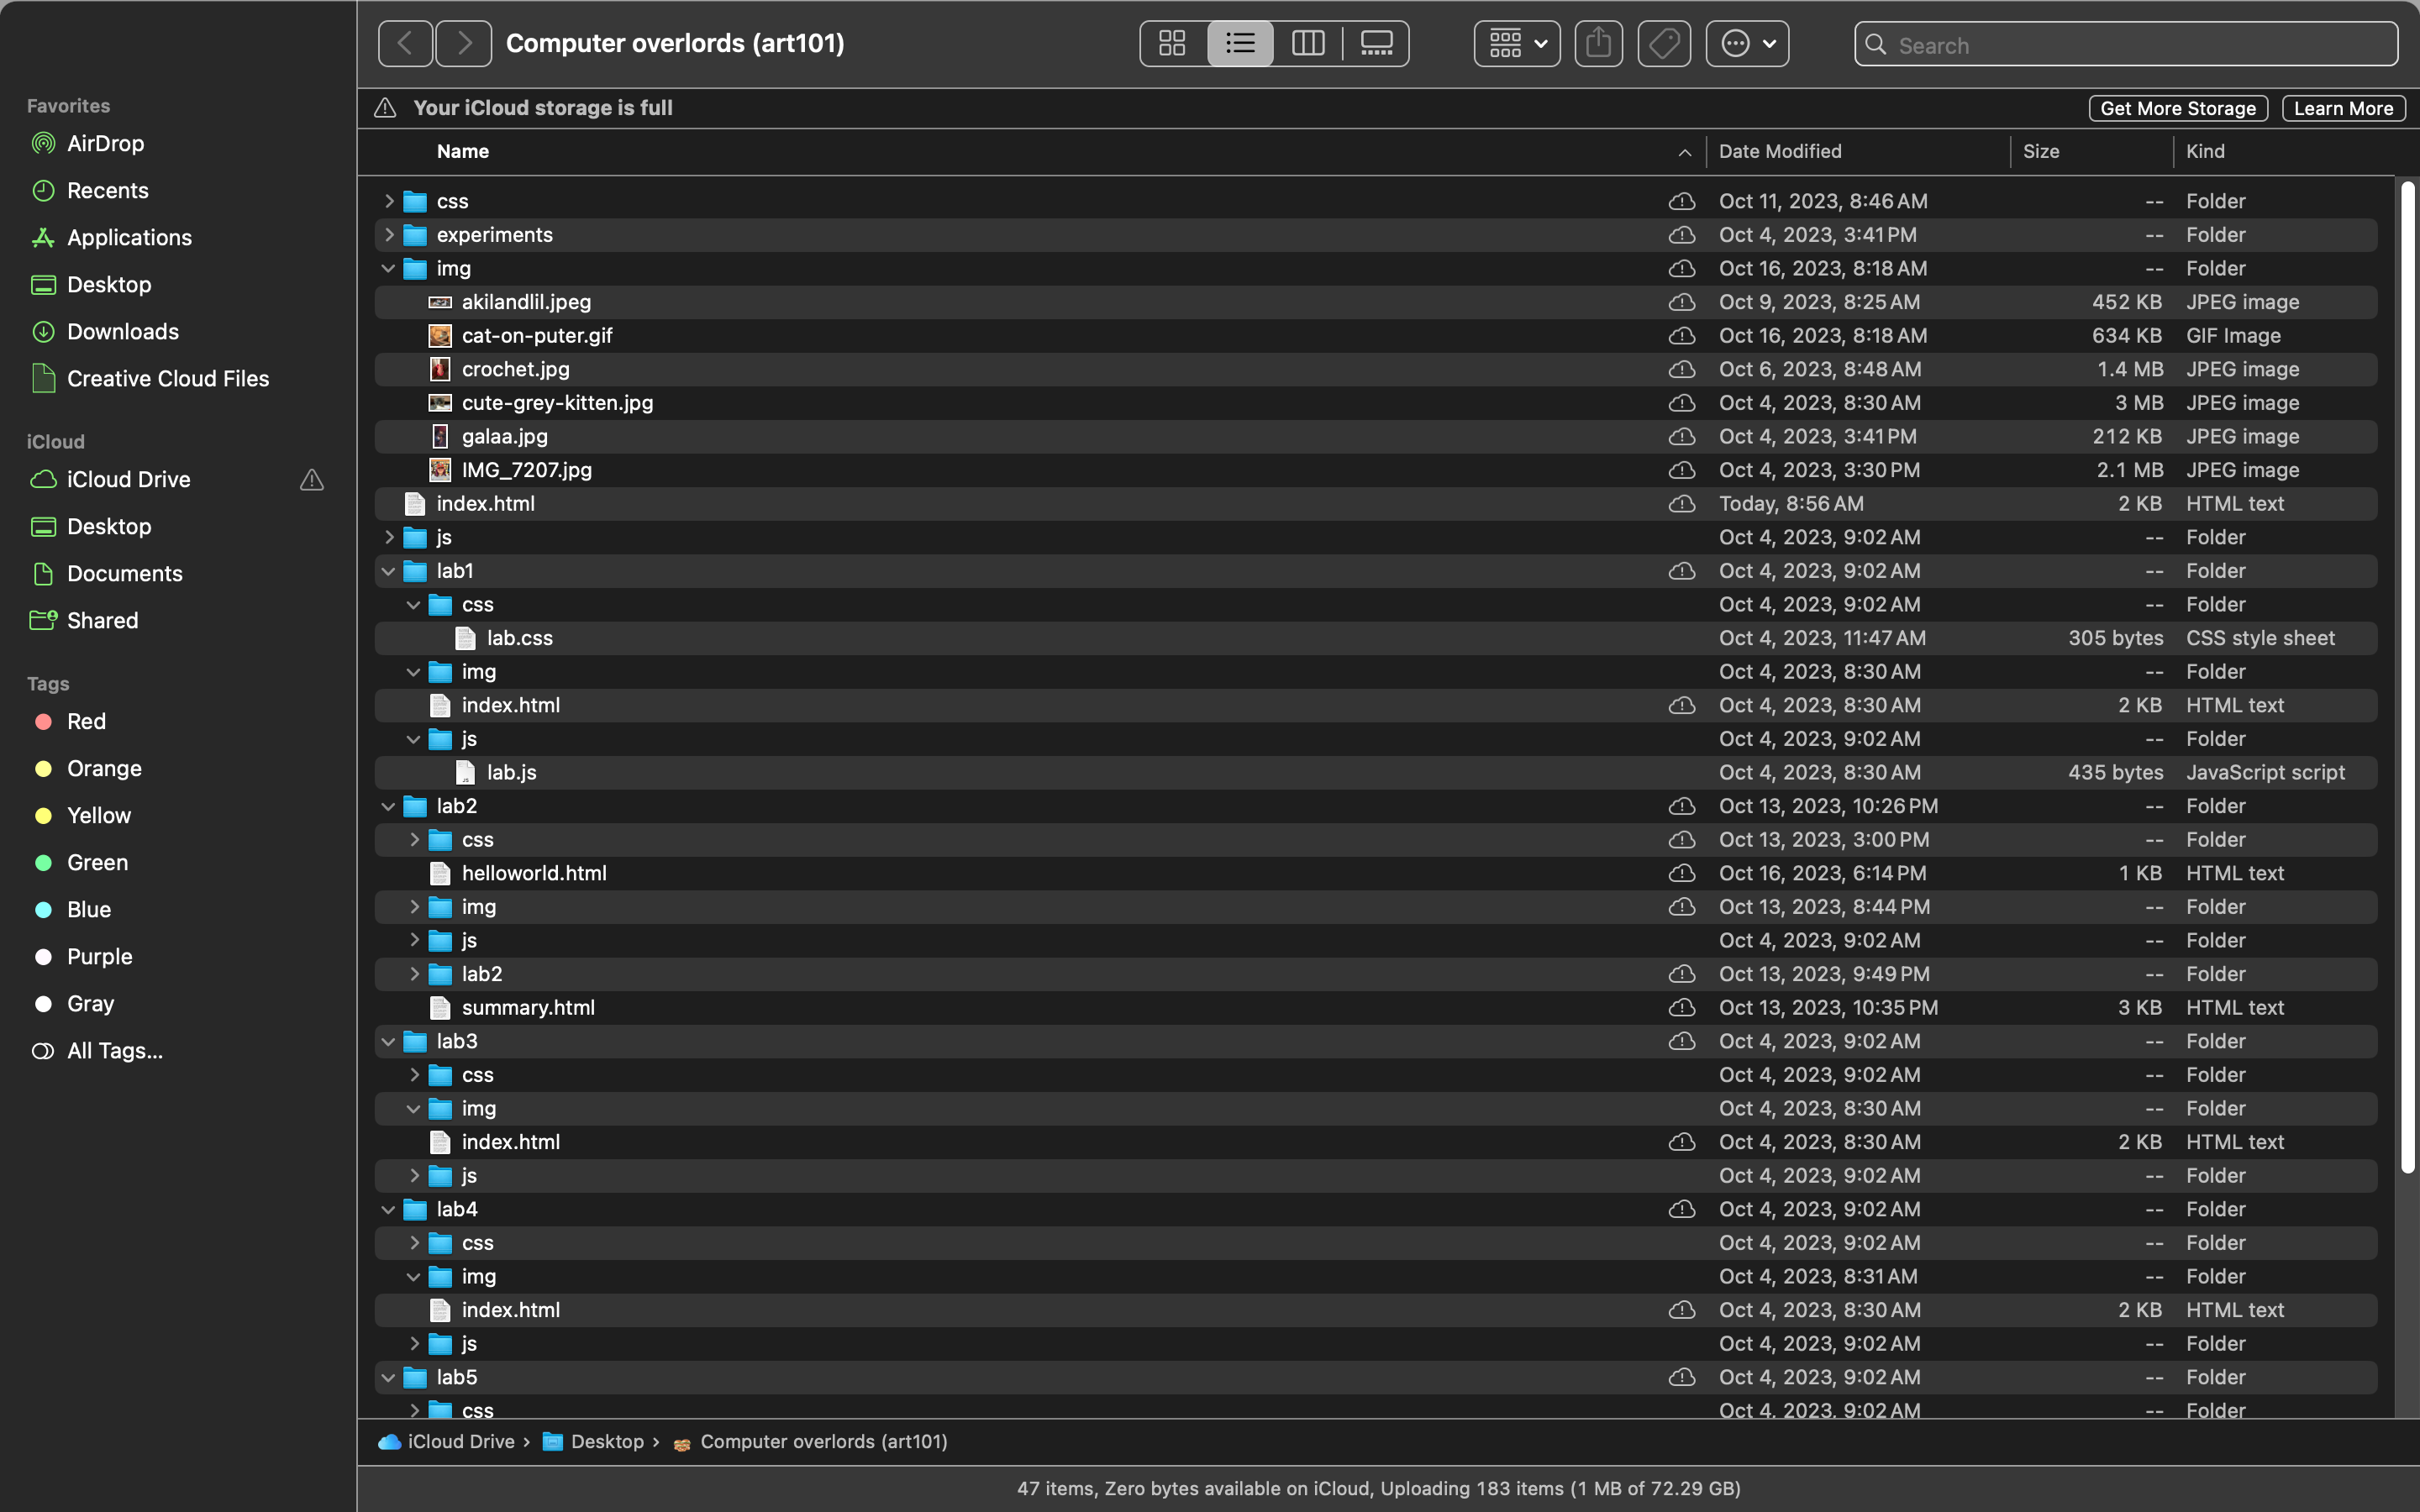 Computer overlords (art101)
Search
Your iCloud storage is full
Get More Storage
Learn More
Favorites
AirDrop
Recents
Applications
Desktop
Downloads
Creative Cloud Files
iCloud
iCloud Drive
Desktop
Documents
Shared
Tags
Red
Orange
Yellow
Green
Blue
Purple
Gray
All Tags...
Name Date Modified Size Kind
css Oct 11, 2023, 8:46 AM -- Folder
experiments Oct 4, 2023, 3:41 PM -- Folder
img Oct 16, 2023, 8:18 AM -- Folder
akilandlil.jpeg Oct 9, 2023, 8:25 AM 452 KB JPEG image
cat-on-puter.gif Oct 16, 2023, 8:18 AM 634 KB GIF Image
crochet.jpg Oct 6, 2023, 8:48 AM 1.4 MB JPEG image
cute-grey-kitten.jpg Oct 4, 2023, 8:30 AM 3 MB JPEG image
galaa.jpg Oct 4, 2023, 3:41 PM 212 KB JPEG image
IMG_7207.jpg Oct 4, 2023, 3:30 PM 2.1 MB JPEG image
index.html Today, 8:56 AM 2 KB HTML text
js Oct 4, 2023, 9:02 AM -- Folder
lab1 Oct 4, 2023, 9:02 AM -- Folder
css Oct 4, 2023, 9:02 AM -- Folder
lab.css Oct 4, 2023, 11:47 AM 305 bytes CSS style sheet
img Oct 4, 2023, 8:30 AM -- Folder
index.html Oct 4, 2023, 8:30 AM 2 KB HTML text
js Oct 4, 2023, 9:02 AM -- Folder
lab.js Oct 4, 2023, 8:30 AM 435 bytes JavaScript script
lab2 Oct 13, 2023, 10:26 PM -- Folder
css Oct 13, 2023, 3:00 PM -- Folder
helloworld.html Oct 16, 2023, 6:14 PM 1 KB HTML text
img Oct 13, 2023, 8:44 PM -- Folder
js Oct 4, 2023, 9:02 AM -- Folder
lab2 Oct 13, 2023, 9:49 PM -- Folder
summary.html Oct 13, 2023, 10:35 PM 3 KB HTML text
lab3 Oct 4, 2023, 9:02 AM -- Folder
css Oct 4, 2023, 9:02 AM -- Folder
img Oct 4, 2023, 8:30 AM -- Folder
index.html Oct 4, 2023, 8:30 AM 2 KB HTML text
js Oct 4, 2023, 9:02 AM -- Folder
lab4 Oct 4, 2023, 9:02 AM -- Folder
css Oct 4, 2023, 9:02 AM -- Folder
img Oct 4, 2023, 8:31 AM -- Folder
index.html Oct 4, 2023, 8:30 AM 2 KB HTML text
js Oct 4, 2023, 9:02 AM -- Folder
lab5 Oct 4, 2023, 9:02 AM -- Folder
css Oct 4, 2023, 9:02 AM -- Folder
iCloud Drive › Desktop › Computer overlords (art101)
47 items, Zero bytes available on iCloud, Uploading 183 items (1 MB of 72.29 GB)